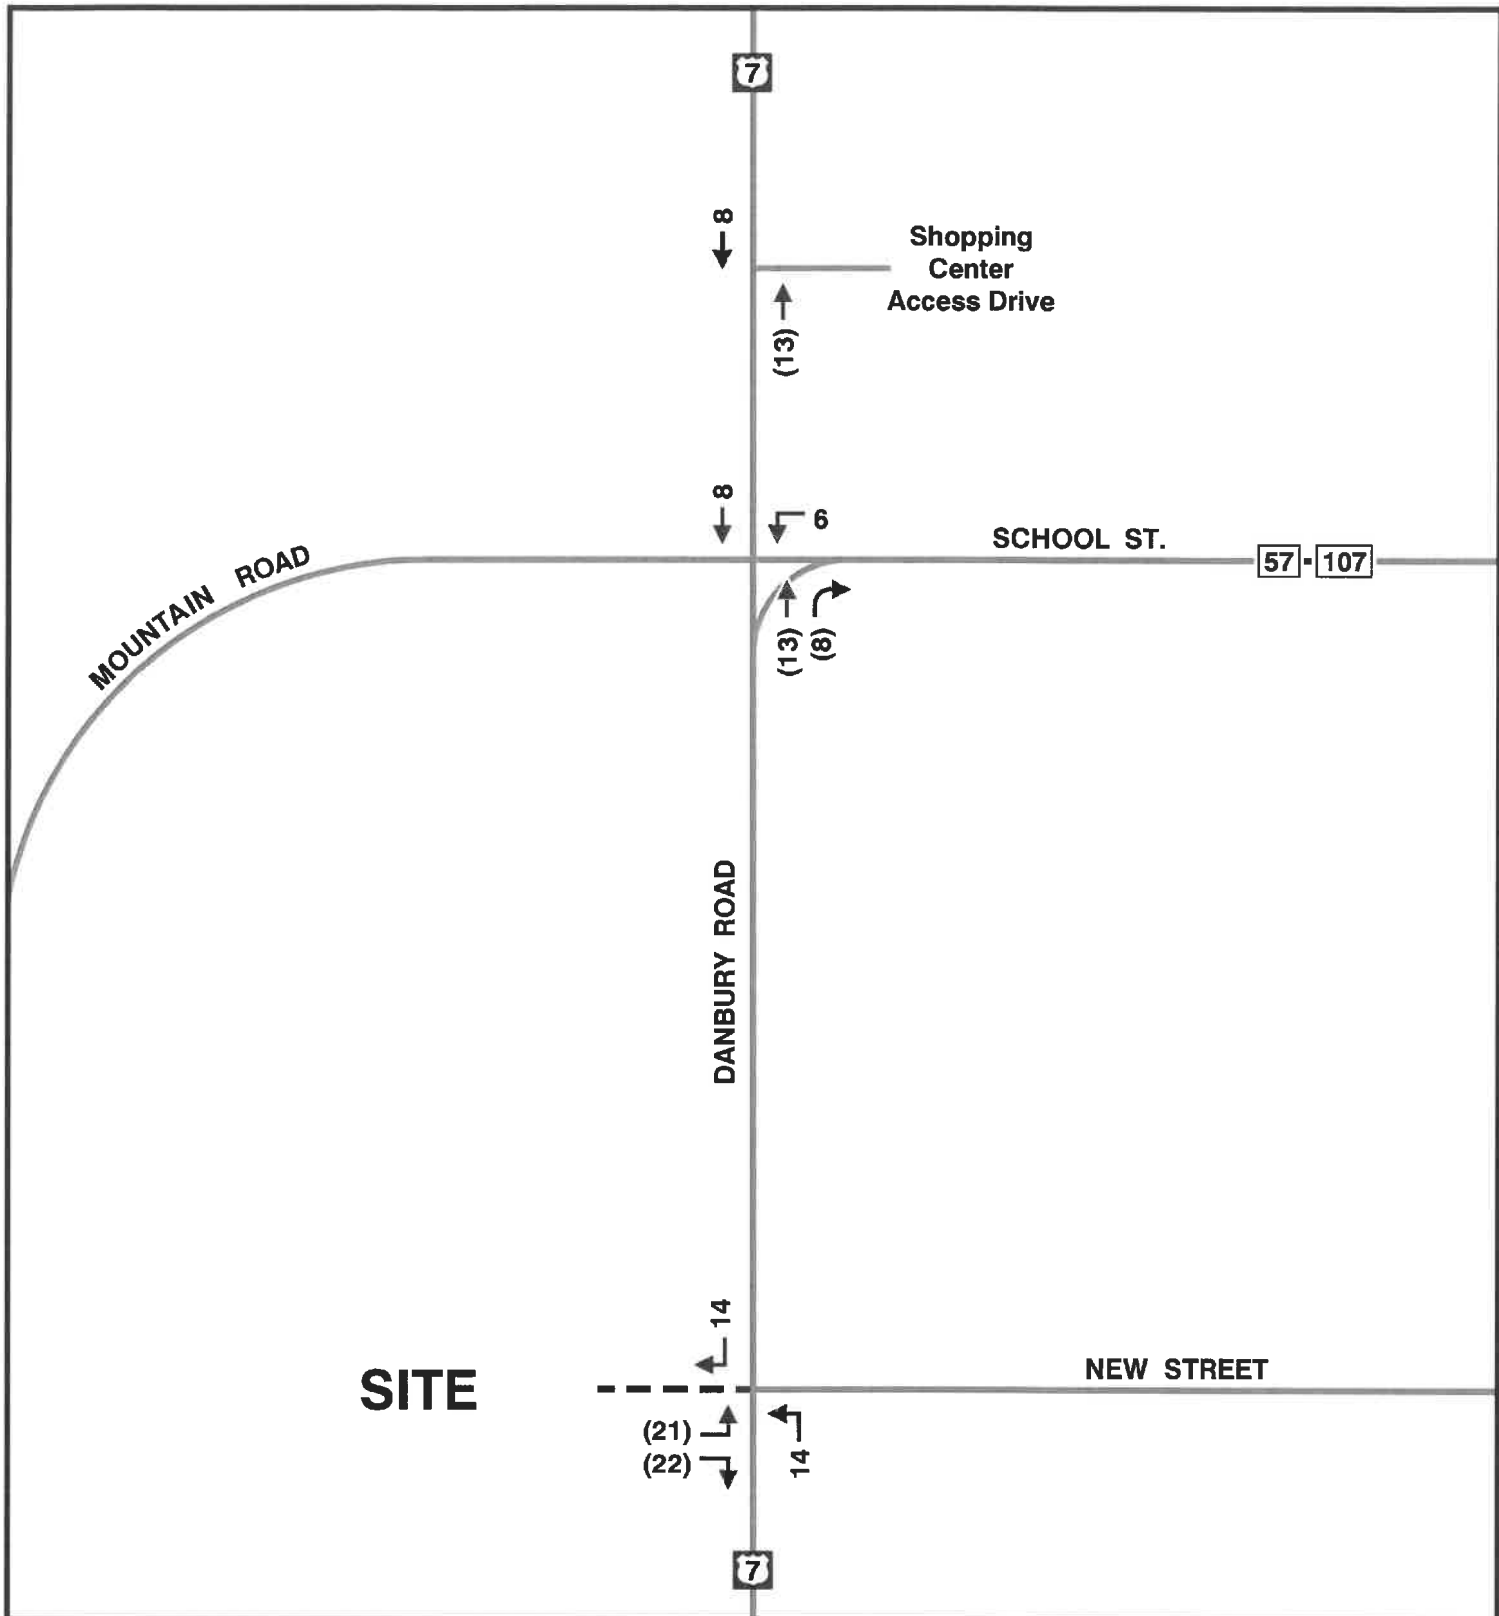 7
8
Shopping
Center
Access Drive
(13)
8
6
SCHOOL ST.
57-107
MOUNTAIN ROAD
(13)
(8)
DANBURY ROAD
14
NEW STREET
SITE
(21)
(22)
14
7